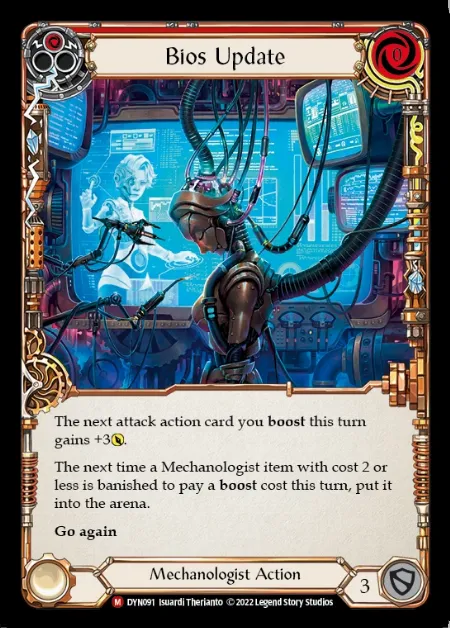 Bios Update
0
The next attack action card you boost this turn
gains +3.
The next time a Mechanologist item with cost 2 or
less is banished to pay a boost cost this turn, put it
into the arena.
Go again
Mechanologist Action
3
M DYN091 Isuardi Therianto © 2022 Legend Story Studios